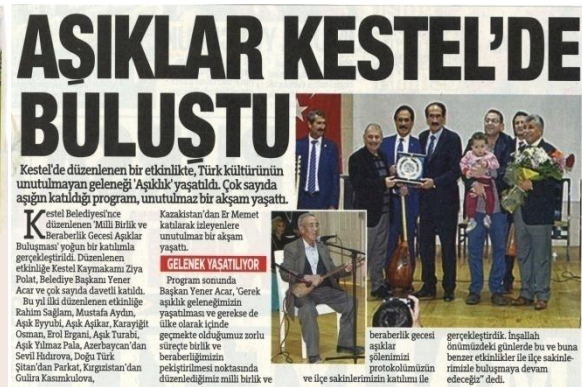 AŞIKLAR KESTEL'DE
BULUŞTU
Kestel'de düzenlenen bir etkinlikte, Türk kültürünün
unutulmayan geleneği 'Aşıklık' yaşatıldı. Çok sayıda
aşığın katıldığı program, unutulmaz bir akşam yaşattı.
Kestel Belediyesi'nce
düzenlenen 'Milli Birlik ve
Beraberlik Gecesi Aşıklar
Buluşması' yoğun bir katılımla
gerçekleştirildi. Düzenlenen
etkinliğe Kestel Kaymakamı Ziya
Polat, Belediye Başkanı Yener
Acar ve çok sayıda davetli katıldı.
Bu yıl ilki düzenlenen etkinliğe
Rahim Sağlam, Mustafa Aydın,
Aşık Eyyubi, Aşık Aşikar, Karayiğit
Osman, Erol Ergani, Aşık Turabi,
Aşık Yılmaz Pala, Azerbaycan'dan
Sevil Hıdırova, Doğu Türk
Şitan'dan Parkat, Kırgızistan'dan
Gulira Kasımkulova,
Kazakistan'dan Er Memet
katılarak izleyenlere
unutulmaz bir akşam
yaşattı.
GELENEK YAŞATILIYOR
Program sonunda
Başkan Yener Acar, 'Gerek
aşıklık geleneğimizin
yaşatılması ve gerekse de
ülke olarak içinde
geçmekte olduğumuz zorlu
süreçte birlik ve
beraberliğimizin
pekiştirilmesi noktasında
düzenlediğimiz milli birlik ve
beraberlik gecesi
aşıklar
şölenimizi
protokolümüzün
ve ilçe sakinlerimizin katılımı ile
gerçekleştirdik. İnşallah
önümüzdeki günlerde bu ve buna
benzer etkinlikler ile ilçe sakinle-
rimizle buluşmaya devam
edeceğiz" dedi.